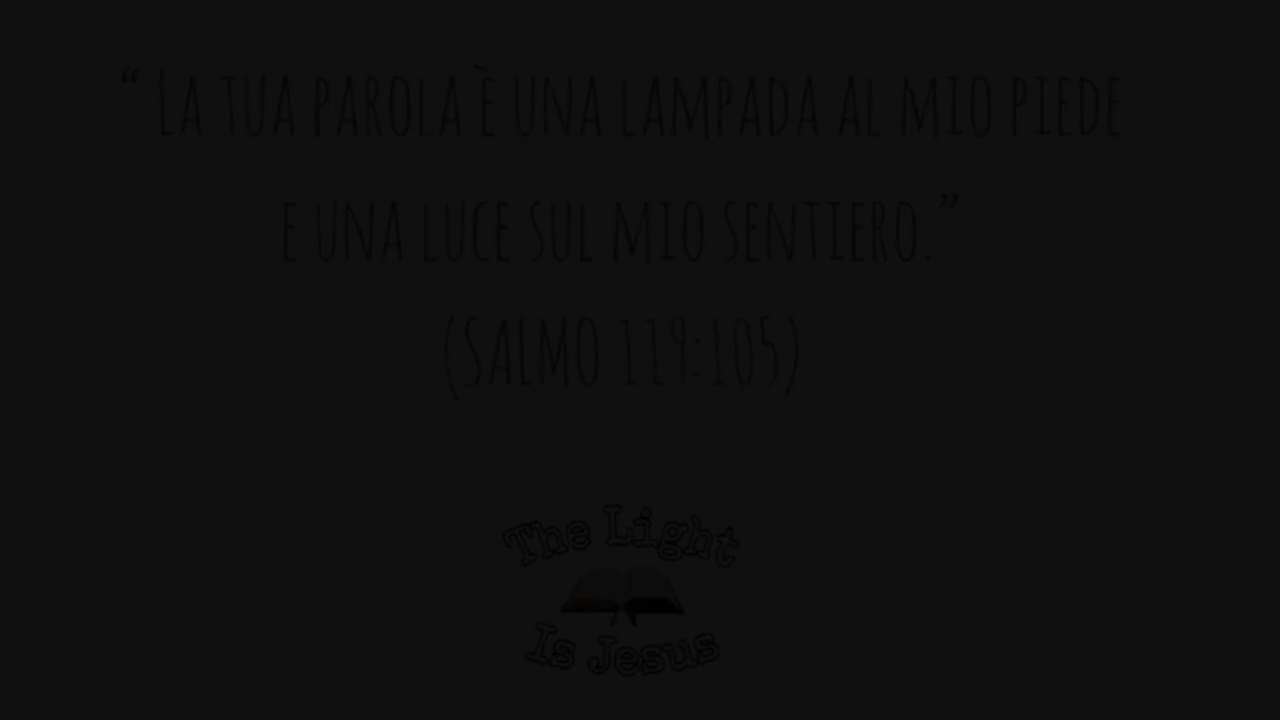 “ La tua parola è una lampada al mio piede
e una luce sul mio sentiero.”
(SALMO 119:105)
The Light
Is Jesus